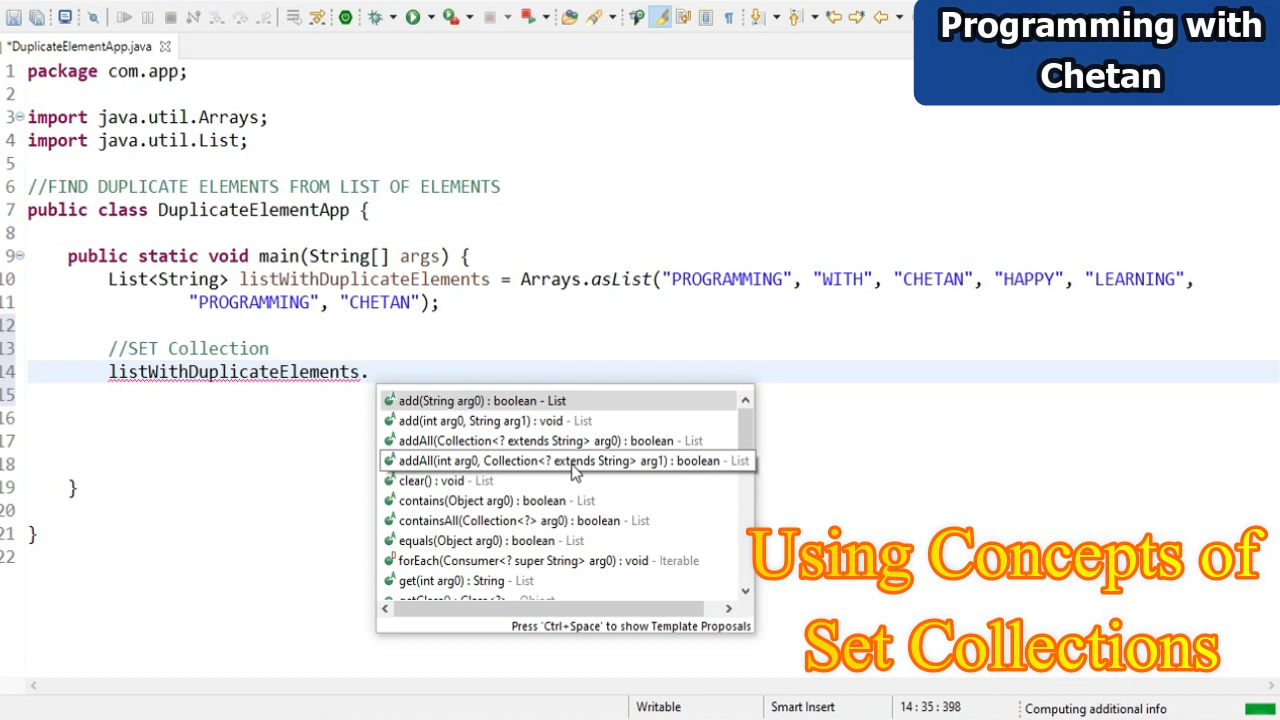 Programming with
Chetan
*DuplicateElementApp.java
1 package com.app;
2
3 import java.util.Arrays;
4 import java.util.List;
5
6 //FIND DUPLICATE ELEMENTS FROM LIST OF ELEMENTS
7 public class DuplicateElementApp {
8
9 public static void main(String[] args) {
10 List<String> listWithDuplicateElements = Arrays.asList("PROGRAMMING", "WITH", "CHETAN", "HAPPY", "LEARNING",
11 "PROGRAMMING", "CHETAN");
12
13 //SET Collection
14 listWithDuplicateElements.
15
16
17
18
19 }
20
21 }
22
add(String arg0) : boolean - List
add(int arg0, String arg1) : void - List
addAll(Collection<? extends String> arg0) : boolean - List
addAll(int arg0, Collection<? extends String> arg1) : boolean - List
clear() : void - List
contains(Object arg0) : boolean - List
containsAll(Collection<?> arg0) : boolean - List
equals(Object arg0) : boolean - List
forEach(Consumer<? super String> arg0) : void - Iterable
get(int arg0) : String - List
getClass() : Class<?> - Object
Press 'Ctrl+Space' to show Template Proposals
Using Concepts of
Set Collections
Writable
Smart Insert
14 : 35 : 398
Computing additional info